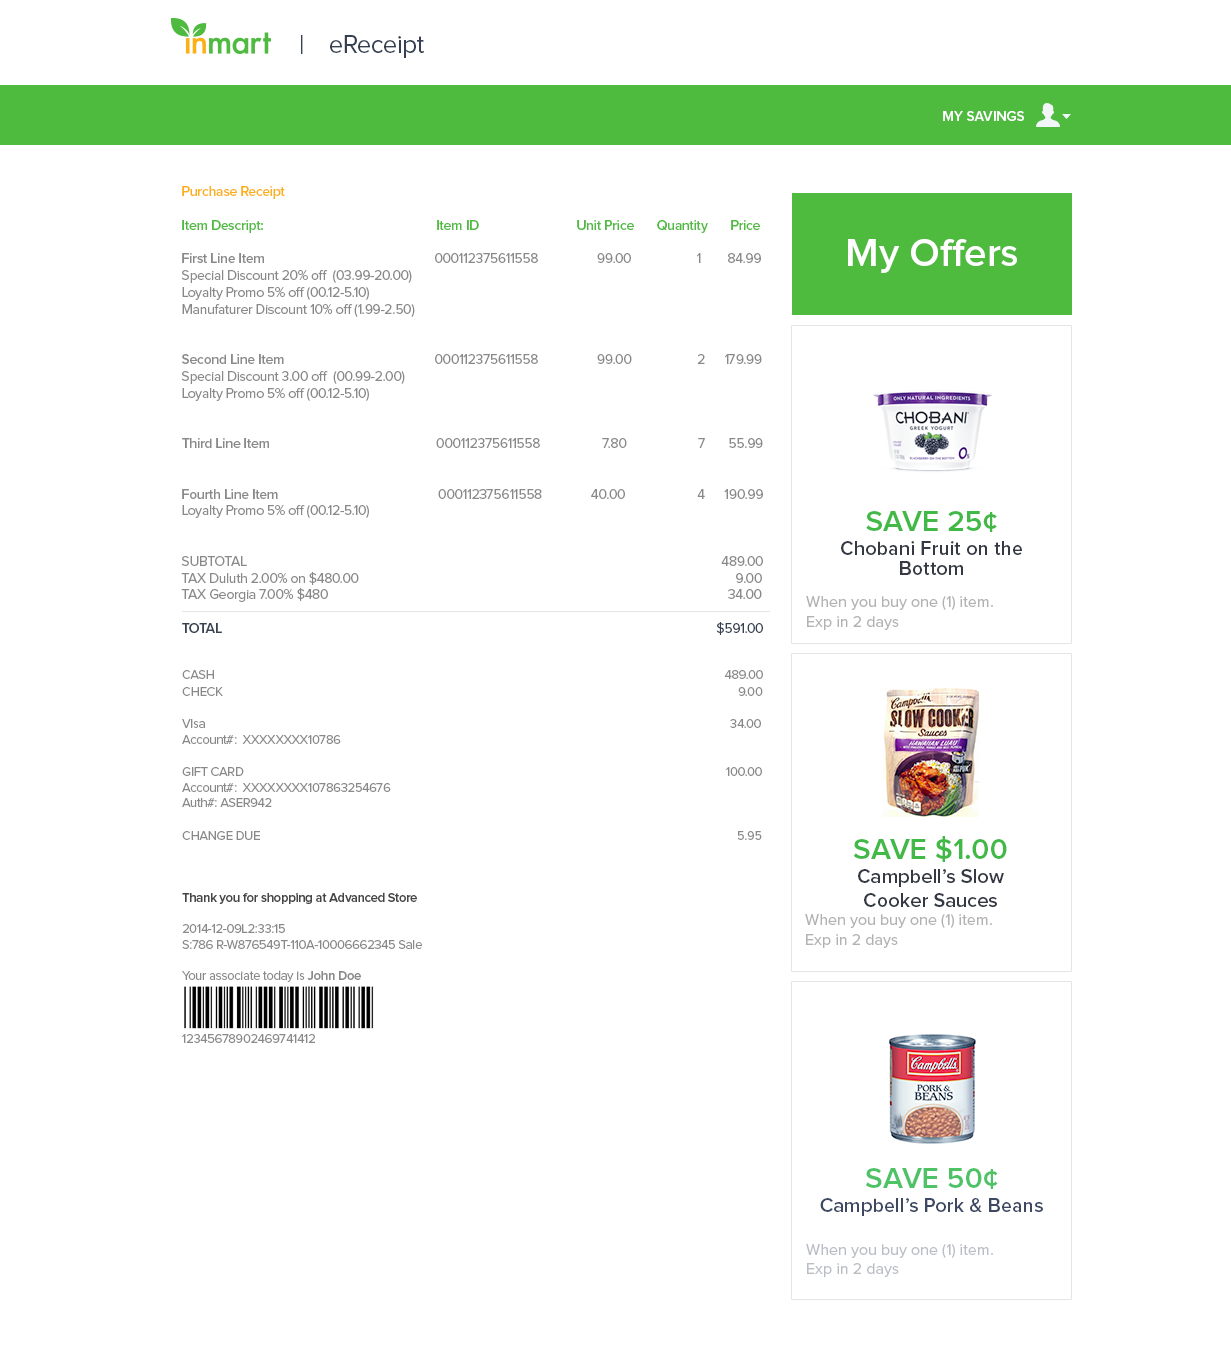 inmart | eReceipt
MY SAVINGS
Purchase Receipt
Item Descript: Item ID Unit Price Quantity Price
First Line Item 000112375611558 99.00 1 84.99
Special Discount 20% off (03.99-20.00)
Loyalty Promo 5% off (00.12-5.10)
Manufaturer Discount 10% off (1.99-2.50)
Second Line Item 000112375611558 99.00 2 179.99
Special Discount 3.00 off (00.99-2.00)
Loyalty Promo 5% off (00.12-5.10)
Third Line Item 000112375611558 7.80 7 55.99
Fourth Line Item 000112375611558 40.00 4 190.99
Loyalty Promo 5% off (00.12-5.10)
SUBTOTAL 489.00
TAX Duluth 2.00% on $480.00 9.00
TAX Georgia 7.00% $480 34.00
TOTAL $591.00
CASH 489.00
CHECK 9.00
VIsa 34.00
Account#: XXXXXXXX10786
GIFT CARD 100.00
Account#: XXXXXXXX107863254676
Auth#: ASER942
CHANGE DUE 5.95
Thank you for shopping at Advanced Store
2014-12-09L2:33:15
S:786 R-W876549T-110A-10006662345 Sale
Your associate today is John Doe
12345678902469741412
My Offers
ONLY NATURAL INGREDIENTS
CHOBANI
GREEK YOGURT
BLACKBERRY ON THE BOTTOM
0%
SAVE 25¢
Chobani Fruit on the
Bottom
When you buy one (1) item.
Exp in 2 days
SLOW COOKER
Sauces
HAWAIIAN LUAU
SAVE $1.00
Campbell’s Slow
Cooker Sauces
When you buy one (1) item.
Exp in 2 days
Campbell's
PORK &
BEANS
SAVE 50¢
Campbell’s Pork & Beans
When you buy one (1) item.
Exp in 2 days